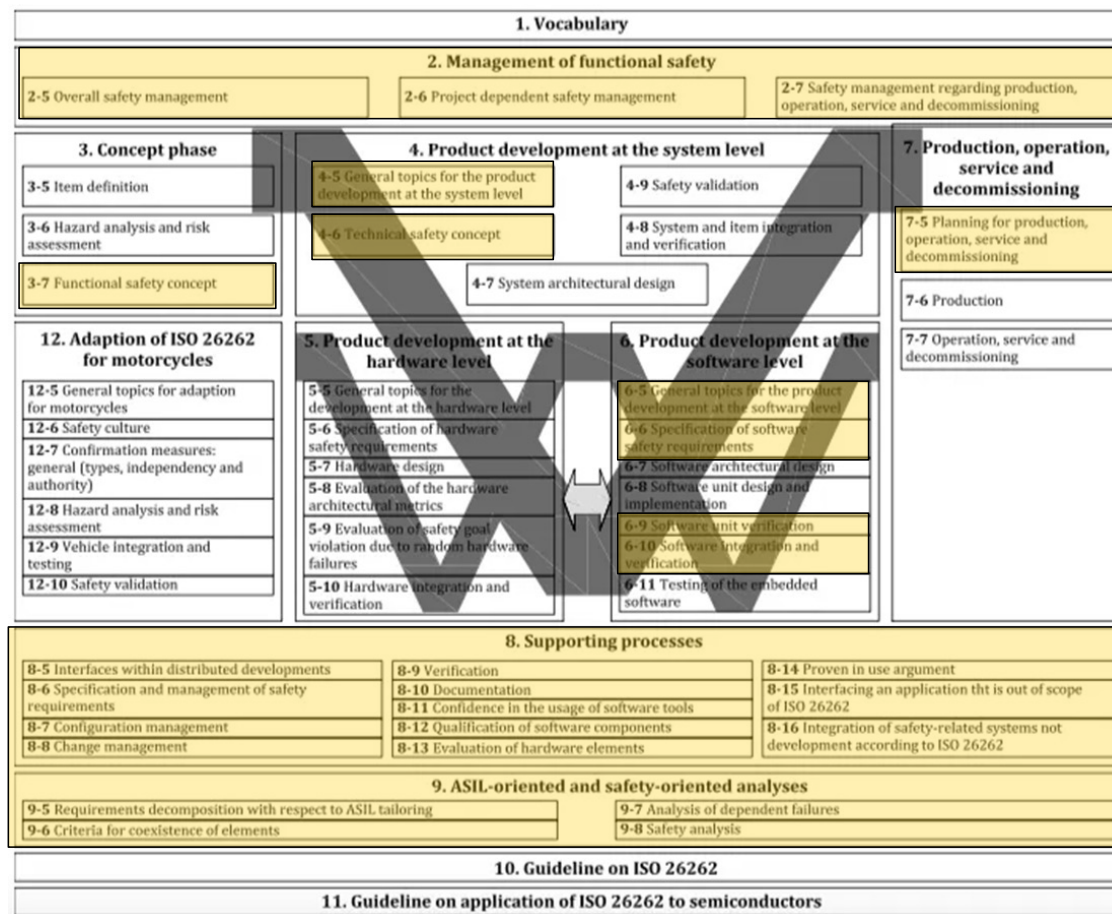 1. Vocabulary
2. Management of functional safety
2-5 Overall safety management
2-6 Project dependent safety management
2-7 Safety management regarding production,
operation, service and decommissioning
3. Concept phase
3-5 Item definition
3-6 Hazard analysis and risk
assessment
3-7 Functional safety concept
4. Product development at the system level
4-5 General topics for the product
development at the system level
4-6 Technical safety concept
4-9 Safety validation
4-8 System and item integration
and verification
4-7 System architectural design
7. Production, operation,
service and
decommissioning
7-5 Planning for production,
operation, service and
decommissioning
7-6 Production
7-7 Operation, service and
decommissioning
12. Adaption of ISO 26262
for motorcycles
12-5 General topics for adaption
for motorcycles
12-6 Safety culture
12-7 Confirmation measures:
general (types, independency and
authority)
12-8 Hazard analysis and risk
assessment
12-9 Vehicle integration and
testing
12-10 Safety validation
5. Product development at the
hardware level
5-5 General topics for the
development at the hardware level
5-6 Specification of hardware
safety requirements
5-7 Hardware design
5-8 Evaluation of the hardware
architectural metrics
5-9 Evaluation of safety goal
violation due to random hardware
failures
5-10 Hardware integration and
verification
6. Product development at the
software level
6-5 General topics for the product
development at the software level
6-6 Specification of software
safety requirements
6-7 Software archtectural design
6-8 Software unit design and
implementation
6-9 Software unit verification
6-10 Software integration and
verification
6-11 Testing of the embedded
software
8. Supporting processes
8-5 Interfaces within distributed developments
8-6 Specification and management of safety
requirements
8-7 Configuration management
8-8 Change management
8-9 Verification
8-10 Documentation
8-11 Confidence in the usage of software tools
8-12 Qualification of software components
8-13 Evaluation of hardware elements
8-14 Proven in use argument
8-15 Interfacing an application tht is out of scope
of ISO 26262
8-16 Integration of safety-related systems not
development according to ISO 26262
9. ASIL-oriented and safety-oriented analyses
9-5 Requirements decomposition with respect to ASIL tailoring
9-6 Criteria for coexistence of elements
9-7 Analysis of dependent failures
9-8 Safety analysis
10. Guideline on ISO 26262
11. Guideline on application of ISO 26262 to semiconductors